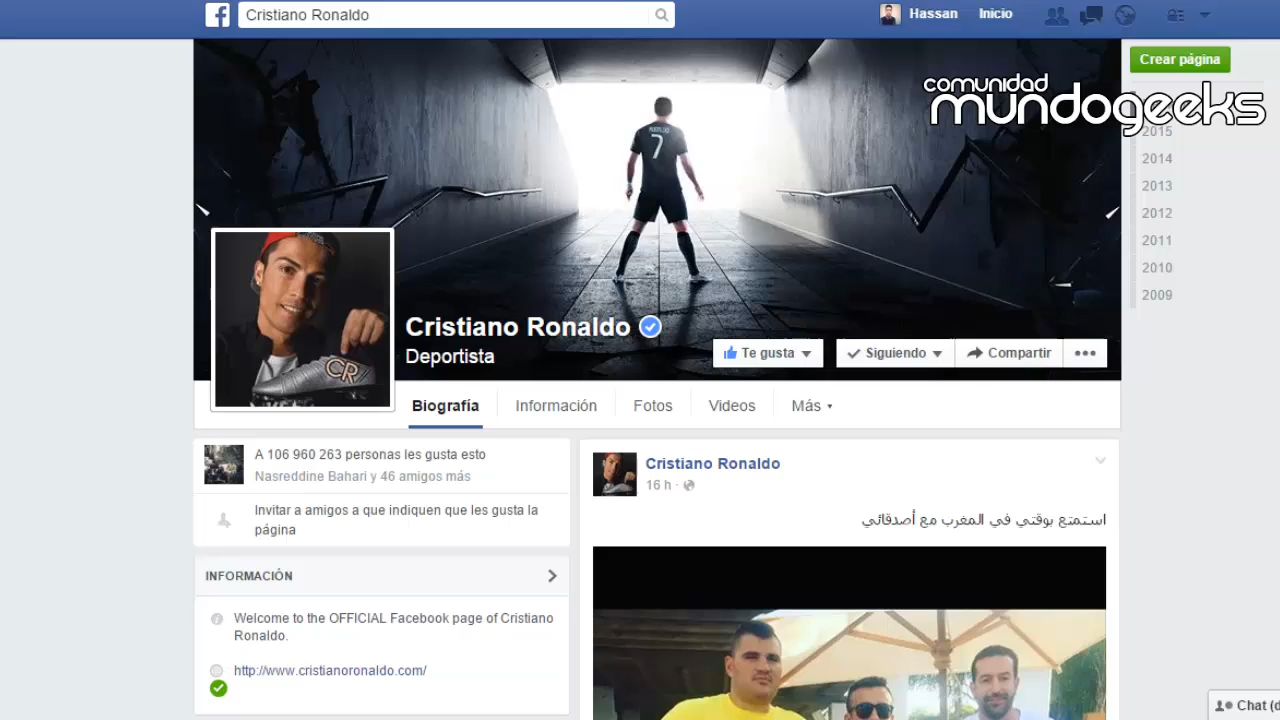 Cristiano Ronaldo
Hassan
Inicio
Crear página
comunidad
mundogeeks
2015
2014
2013
2012
2011
2010
2009
7
CR
Cristiano Ronaldo
Deportista
Te gusta
Siguiendo
Compartir
Biografía
Información
Fotos
Videos
Más
A 106 960 263 personas les gusta esto
Nasreddine Bahari y 46 amigos más
Invitar a amigos a que indiquen que les gusta la
página
INFORMACIÓN
Welcome to the OFFICIAL Facebook page of Cristiano
Ronaldo.
http://www.cristianoronaldo.com/
Cristiano Ronaldo
16 h ·
استمتع بوقتي في المغرب مع أصدقائي
Chat (d